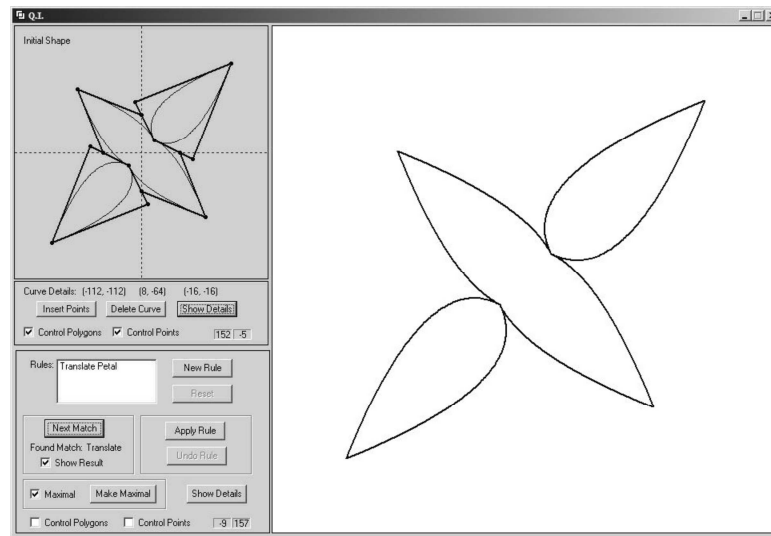 Q.I.
Initial Shape
Curve Details: (-112, -112) (8, -64) (-16, -16)
Insert Points Delete Curve Show Details
Control Polygons Control Points 152 -5
Rules: Translate Petal New Rule
Reset
Next Match Apply Rule
Found Match: Translate
Show Result Undo Rule
Maximal Make Maximal Show Details
Control Polygons Control Points -9 157